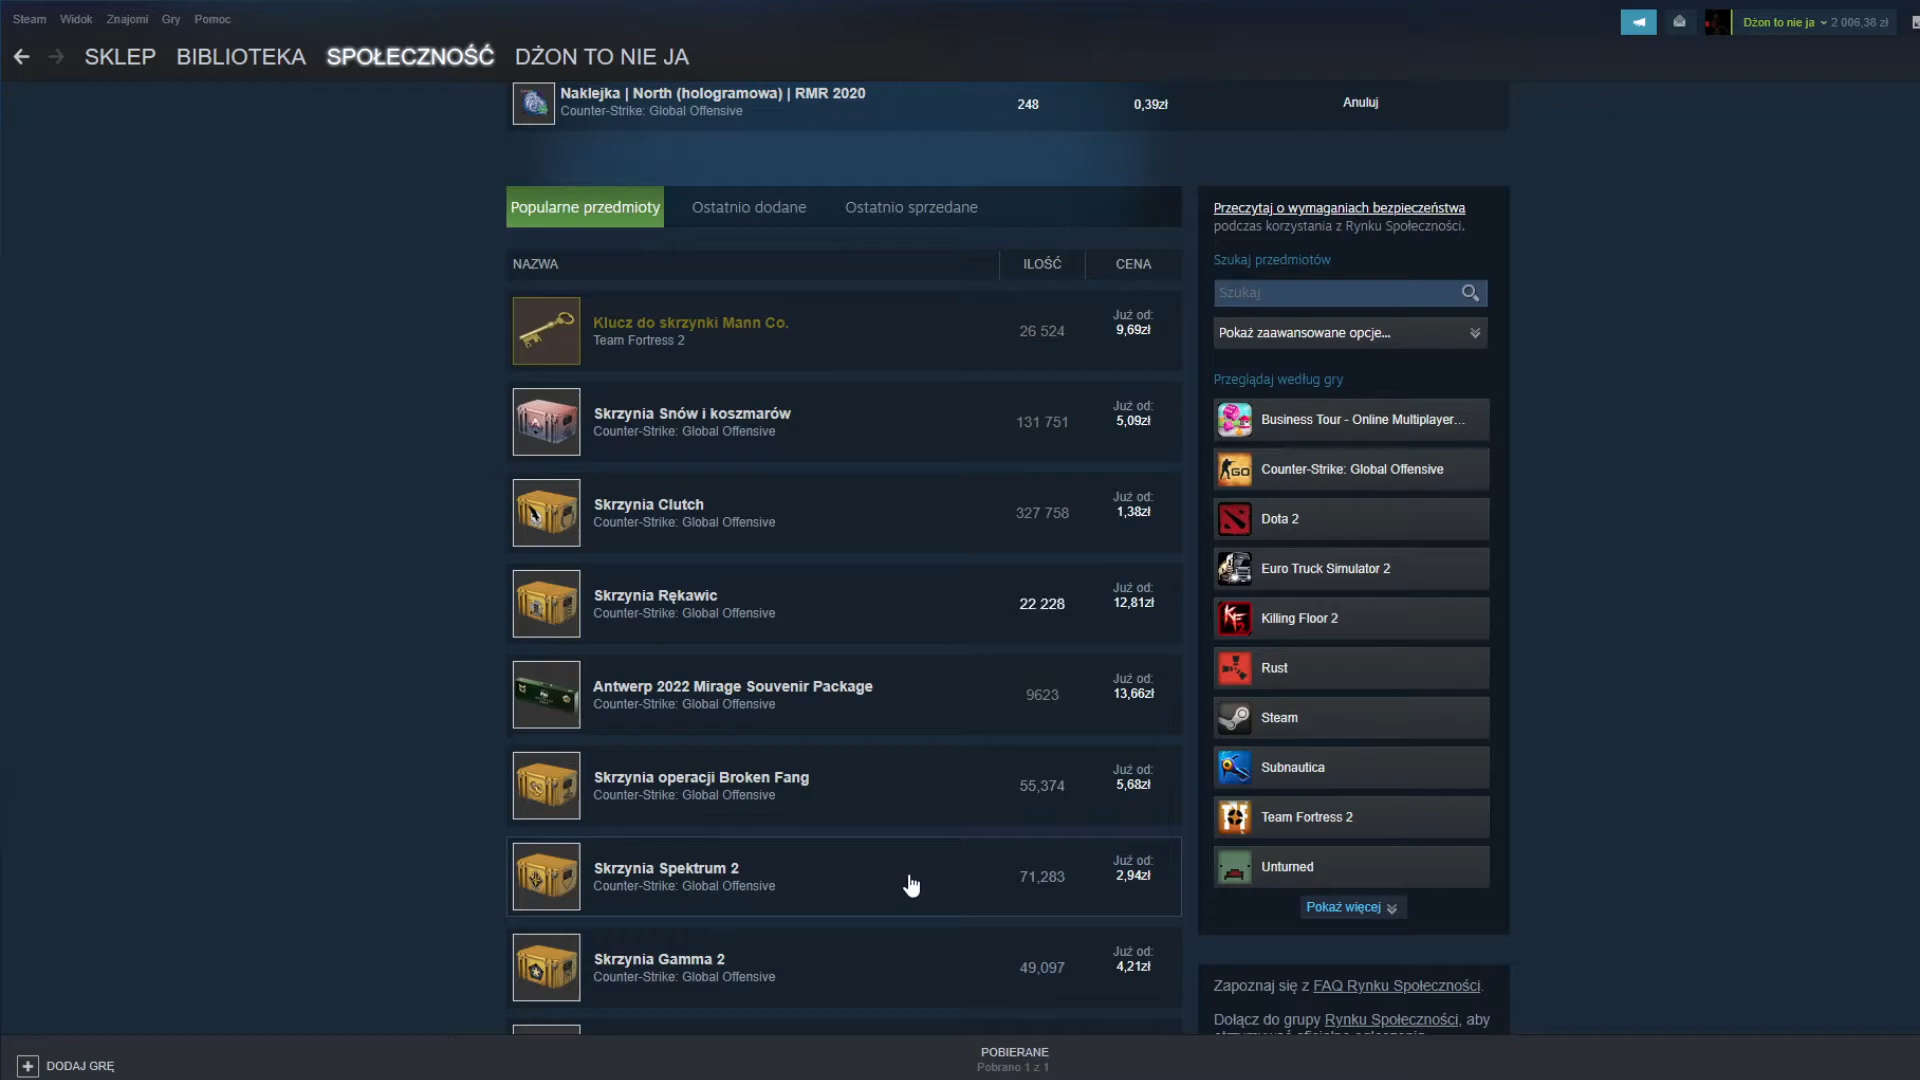 Steam Widok Znajomi Gry Pomoc
Dżon to nie ja 2 006,38 zł
SKLEP BIBLIOTEKA SPOŁECZNOŚĆ DŻON TO NIE JA
Naklejka | North (hologramowa) | RMR 2020
Counter-Strike: Global Offensive
248 0,39zł Anuluj
Popularne przedmioty Ostatnio dodane Ostatnio sprzedane
NAZWA ILOŚĆ CENA
Klucz do skrzynki Mann Co.
Team Fortress 2
26 524
Już od:
9,69zł
Skrzynia Snów i koszmarów
Counter-Strike: Global Offensive
131 751
Już od:
5,09zł
Skrzynia Clutch
Counter-Strike: Global Offensive
327 758
Już od:
1,38zł
Skrzynia Rękawic
Counter-Strike: Global Offensive
22 228
Już od:
12,81zł
Antwerp 2022 Mirage Souvenir Package
Counter-Strike: Global Offensive
9623
Już od:
13,66zł
Skrzynia operacji Broken Fang
Counter-Strike: Global Offensive
55,374
Już od:
5,68zł
Skrzynia Spektrum 2
Counter-Strike: Global Offensive
71,283
Już od:
2,94zł
Skrzynia Gamma 2
Counter-Strike: Global Offensive
49,097
Już od:
4,21zł
Przeczytaj o wymaganiach bezpieczeństwa
podczas korzystania z Rynku Społeczności.
Szukaj przedmiotów
Szukaj
Pokaż zaawansowane opcje...
Przeglądaj według gry
Business Tour - Online Multiplayer...
Counter-Strike: Global Offensive
Dota 2
Euro Truck Simulator 2
Killing Floor 2
Rust
Steam
Subnautica
Team Fortress 2
Unturned
Pokaż więcej
Zapoznaj się z FAQ Rynku Społeczności.
Dołącz do grupy Rynku Społeczności, aby
DODAJ GRĘ
POBIERANE
Pobrano 1 z 1